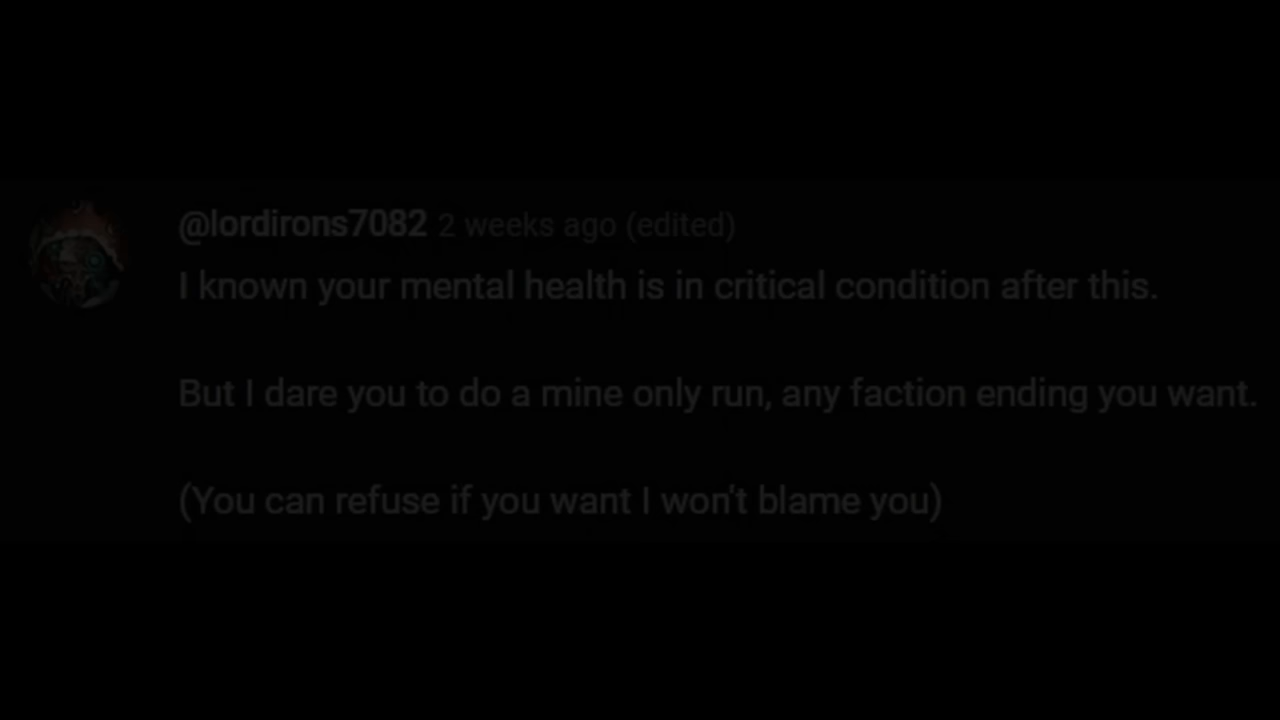 @lordirons7082 2 weeks ago (edited)
I known your mental health is in critical condition after this.
But I dare you to do a mine only run, any faction ending you want.
(You can refuse if you want I won't blame you)